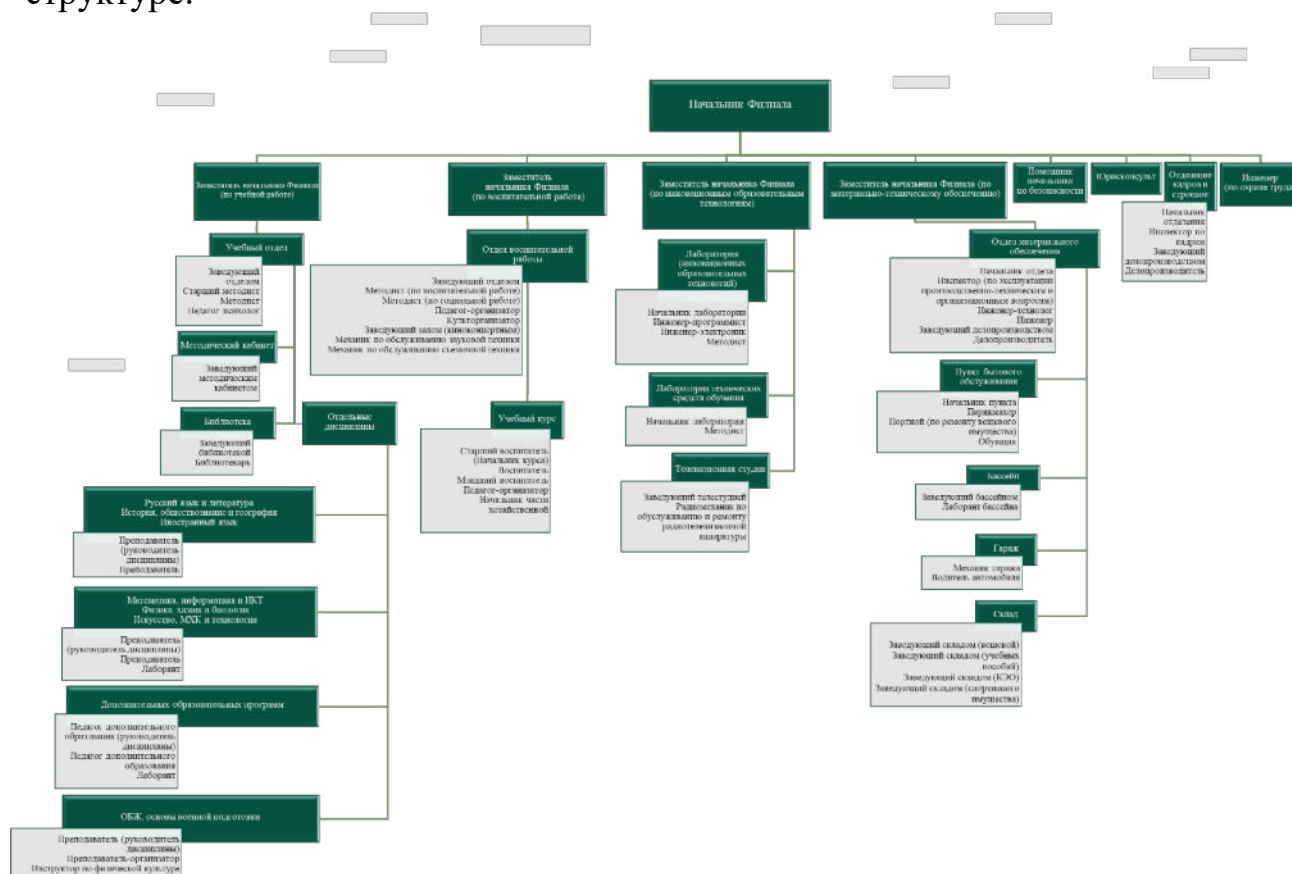 структуре.
Начальник Филиала
Заместитель начальника Филиала
(по учебной работе)
Учебный отдел
Заведующий
отделом
Старший методист
Методист
Педагог психолог
Методический кабинет
Заведующий
методическим
кабинетом
Библиотека
Заведующий
библиотекой
Библиотекарь
Отдельные
дисциплины
Русский язык и литература
История, обществознание и география
Иностранный язык
Преподаватель
(руководитель
дисциплины)
Преподаватель
Математика, информатика и ИКТ
Физика, химия и биология
Искусство, МХК и технология
Преподаватель
(руководитель дисциплины)
Преподаватель
Лаборант
Дополнительных образовательных программ
Педагог дополнительного
образования (руководитель
дисциплины)
Педагог дополнительного
образования
Лаборант
ОБЖ, основы военной подготовки
Преподаватель (руководитель
дисциплины)
Преподаватель-организатор
Инструктор по физической культуре
Заместитель
начальника Филиала
(по воспитательной работе)
Отдел воспитательной
работы
Заведующий отделом
Методист (по воспитательной работе)
Методист (по социальной работе)
Педагог-организатор
Культорганизатор
Заведующий залом (киноконцертным)
Механик по обслуживанию звуковой техники
Механик по обслуживанию съемочной техники
Учебный курс
Старший воспитатель
(Начальник курса)
Воспитатель
Младший воспитатель
Педагог-организатор
Начальник части
хозяйственной
Заместитель начальника Филиала
(по инновационным образовательным
технологиям)
Лаборатория
(инновационных
образовательных
технологий)
Начальник лаборатории
Инженер-программист
Инженер-электроник
Методист
Лаборатория технических
средств обучения
Начальник лаборатории
Методист
Телевизионная студия
Заведующий телестудией
Радиомеханик по
обуслуживанию и ремонту
радиотелевизионной
аппаратуры
Заместитель начальника Филиала (по
материально-техническому обеспечению)
Отдел материального
обеспечения
Начальник отдела
Инспектор (по эксплуатации
производственно-техническим и
организационным вопросам)
Инженер-технолог
Инженер
Заведующий делопроизводством
Делопроизводитель
Пункт бытового
обслуживания
Начальник пункта
Парикмахер
Портной (по ремонту вещевого
имущества)
Обувщик
Бассейн
Заведующий бассейном
Лаборант бассейна
Гараж
Механик гаража
Водитель автомобиля
Склад
Заведующий складом (вещевой)
Заведующий складом (учебных
пособий)
Заведующий складом (КЭО)
Заведующий складом (спортивного
имущества)
Помощник
начальника
по безопасности
Юрисконсульт
Отделение
кадров и
строевое
Начальник
отделения
Инспектор по
кадрам
Заведующий
делопроизводством
Делопроизводитель
Инженер
(по охране труда)